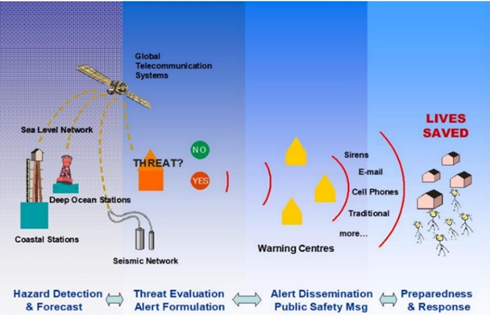 Global
Telecommunication
Systems
LIVES
SAVED
Sea Level Network
NO
THREAT?
YES
Sirens
E-mail
Cell Phones
Traditional
more...
Deep Ocean Stations
Coastal Stations
Seismic Network
Warning Centres
Hazard Detection
& Forecast
Threat Evaluation
Alert Formulation
Alert Dissemination
Public Safety Msg
Preparedness
& Response